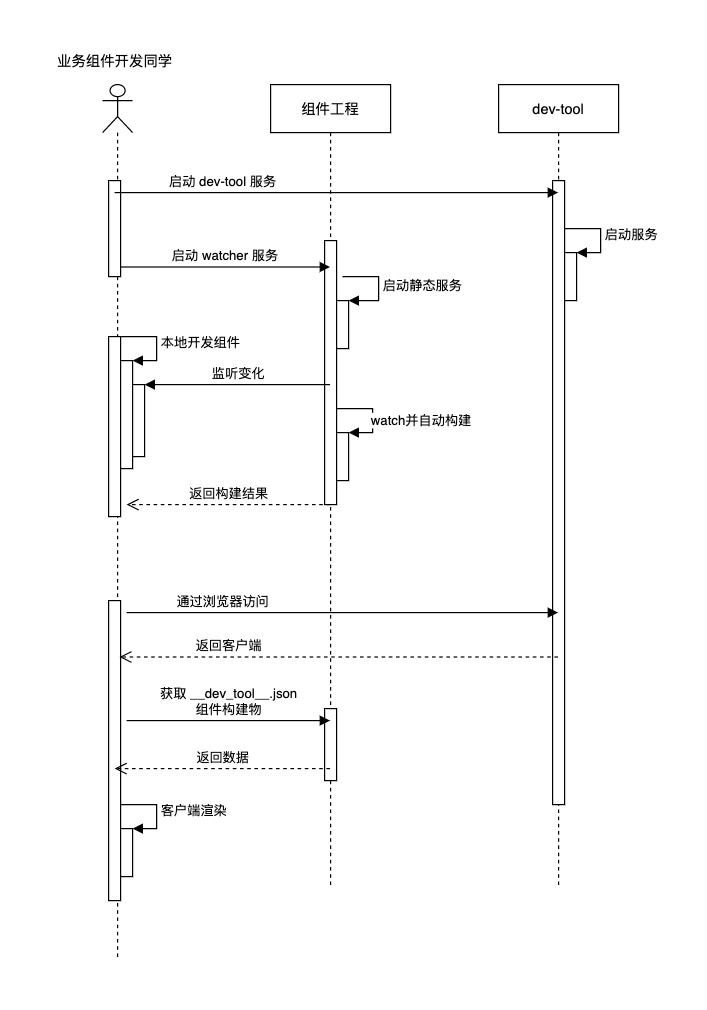 业务组件开发同学
组件工程
dev-tool
启动 dev-tool 服务
启动服务
启动 watcher 服务
启动静态服务
本地开发组件
监听变化
watch并自动构建
返回构建结果
通过浏览器访问
返回客户端
获取 __dev_tool__.json
组件构建物
返回数据
客户端渲染